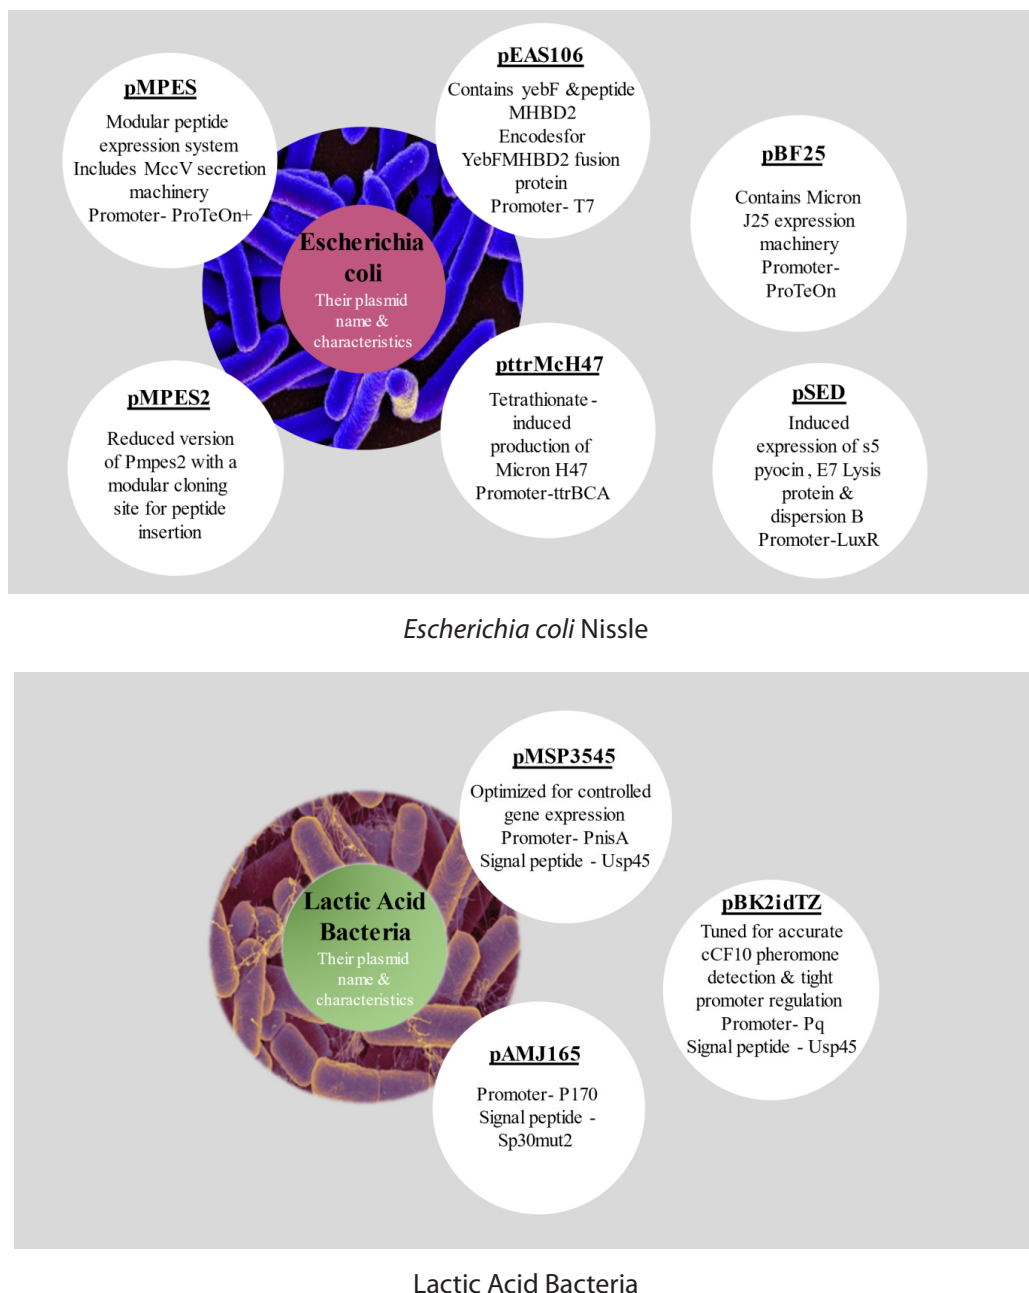 pMPES
Modular peptide
expression system
Includes MccV secretion
machinery
Promoter- ProTeOn+
pEAS106
Contains yebF &peptide
MHBD2
Encodesfor
YebFMHBD2 fusion
protein
Promoter- T7
pBF25
Contains Micron
J25 expression
machinery
Promoter-
ProTeOn
Escherichia
coli
Their plasmid
name &
characteristics
pMPES2
Reduced version
of Pmpes2 with a
modular cloning
site for peptide
insertion
pttrMcH47
Tetrathionate-
induced
production of
Micron H47
Promoter-ttrBCA
pSED
Induced
expression of s5
pyocin, E7 Lysis
protein &
dispersion B
Promoter-LuxR
Escherichia coli Nissle
pMSP3545
Optimized for controlled
gene expression
Promoter- PnisA
Signal peptide - Usp45
Lactic Acid
Bacteria
Their plasmid
name &
characteristics
pBK2idTZ
Tuned for accurate
cCF10 pheromone
detection & tight
promoter regulation
Promoter- Pq
Signal peptide - Usp45
pAMJ165
Promoter- P170
Signal peptide -
Sp30mut2
Lactic Acid Bacteria